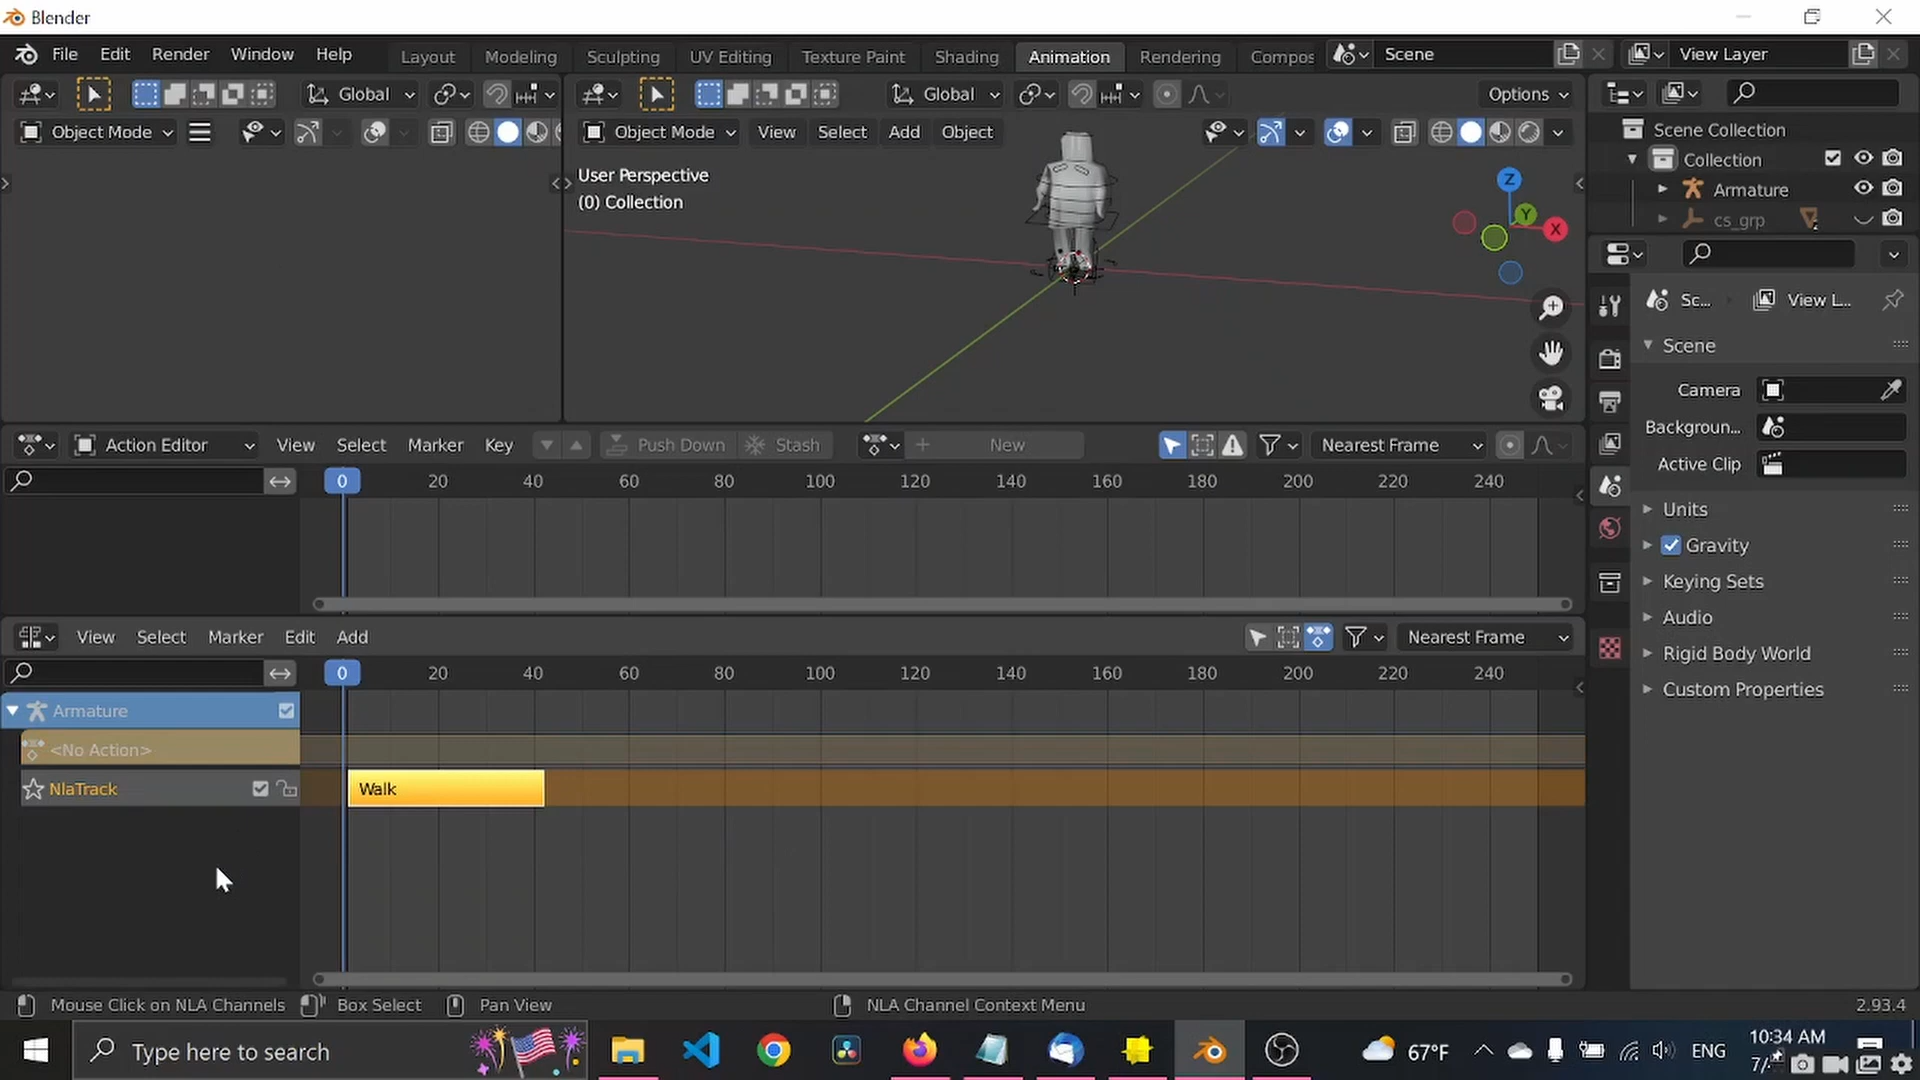 Blender
File Edit Render Window Help Layout Modeling Sculpting UV Editing Texture Paint Shading Animation Rendering Compos Scene View Layer
Global Global Options
Object Mode Object Mode View Select Add Object
User Perspective
(0) Collection
Z
Y
X
Scene Collection
Collection
Armature
cs_grp
Sc... View L...
Scene
Camera
Backgroun...
Active Clip
Units
Gravity
Keying Sets
Audio
Rigid Body World
Custom Properties
Action Editor View Select Marker Key Push Down Stash New Nearest Frame
0 20 40 60 80 100 120 140 160 180 200 220 240
View Select Marker Edit Add Nearest Frame
0 20 40 60 80 100 120 140 160 180 200 220 240
Armature
<No Action>
NlaTrack Walk
Mouse Click on NLA Channels Box Select Pan View NLA Channel Context Menu 2.93.4
Type here to search 67°F ENG 10:34 AM
7/